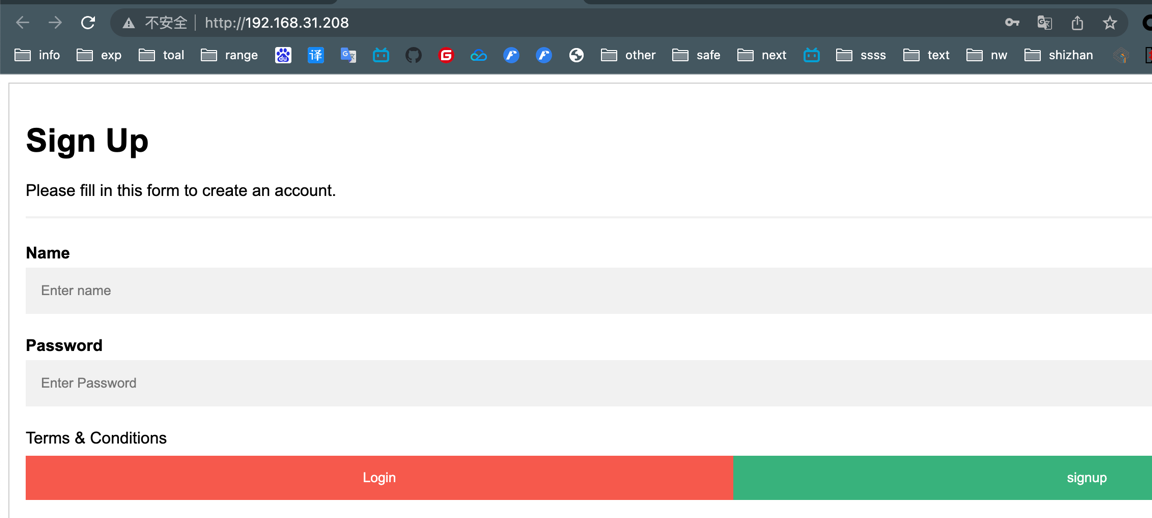 不安全 http://192.168.31.208
info exp toal range 译 G other safe next ssss text nw shizhan
Sign Up
Please fill in this form to create an account.
Name
Enter name
Password
Enter Password
Terms & Conditions
Login signup